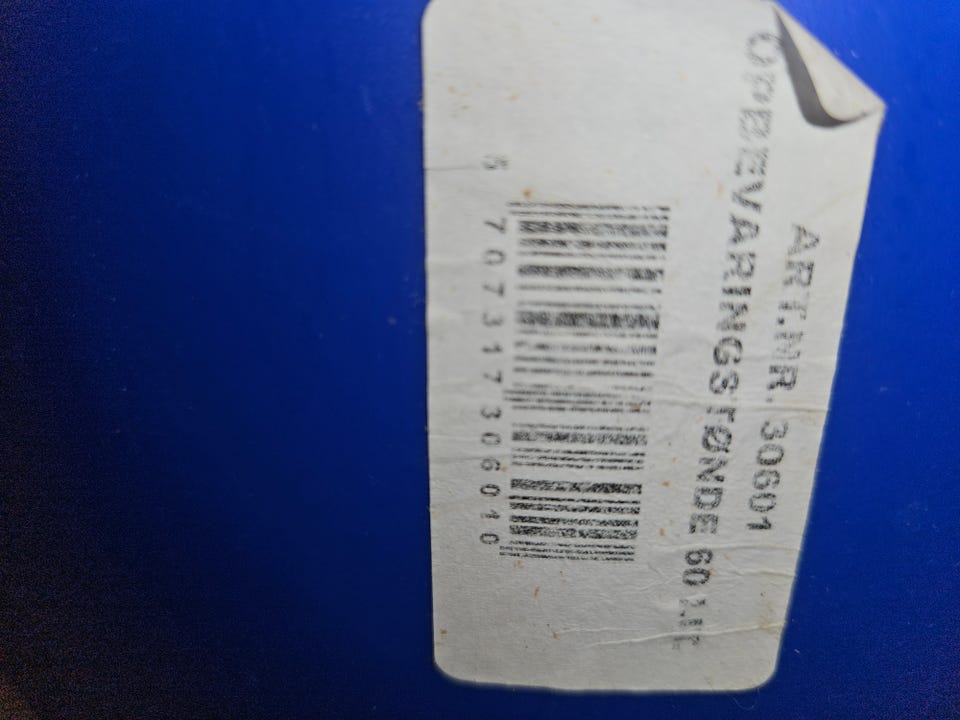 ART.NR. 30601
OPBEVARINGSTØNDE 60
5 707317 306010